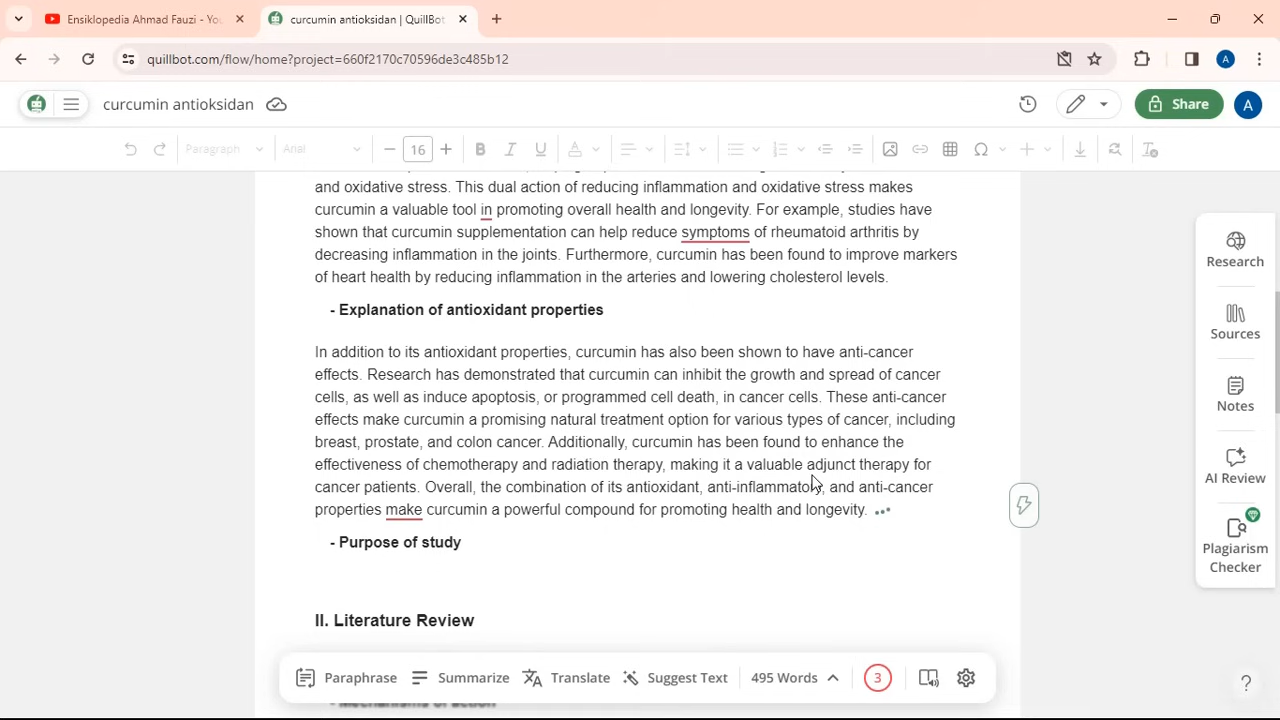 Ensiklopedia Ahmad Fauzi - You
curcumin antioksidan | QuillBot
quillbot.com/flow/home?project=660f2170c70596de3c485b12
A
curcumin antioksidan
Share
A
Paragraph
Arial
16
and oxidative stress. This dual action of reducing inflammation and oxidative stress makes
curcumin a valuable tool in promoting overall health and longevity. For example, studies have
shown that curcumin supplementation can help reduce symptoms of rheumatoid arthritis by
decreasing inflammation in the joints. Furthermore, curcumin has been found to improve markers
of heart health by reducing inflammation in the arteries and lowering cholesterol levels.
- Explanation of antioxidant properties
In addition to its antioxidant properties, curcumin has also been shown to have anti-cancer
effects. Research has demonstrated that curcumin can inhibit the growth and spread of cancer
cells, as well as induce apoptosis, or programmed cell death, in cancer cells. These anti-cancer
effects make curcumin a promising natural treatment option for various types of cancer, including
breast, prostate, and colon cancer. Additionally, curcumin has been found to enhance the
effectiveness of chemotherapy and radiation therapy, making it a valuable adjunct therapy for
cancer patients. Overall, the combination of its antioxidant, anti-inflammatory, and anti-cancer
properties make curcumin a powerful compound for promoting health and longevity.
- Purpose of study
II. Literature Review
Research
Sources
Notes
AI Review
Plagiarism
Checker
Paraphrase
Summarize
Translate
Suggest Text
495 Words
3
- Mechanisms of action
?